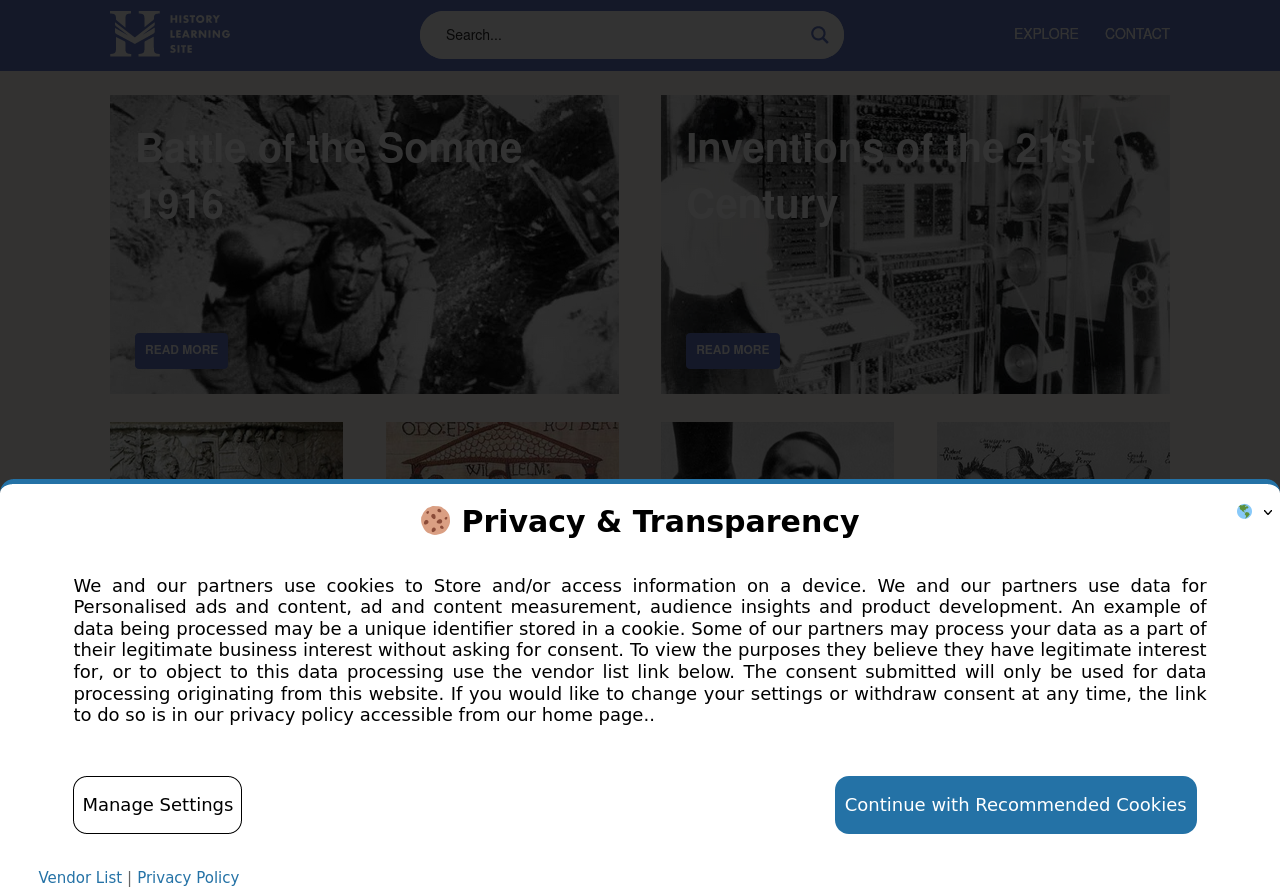 HISTORY
LEARNING
SITE
Search...
EXPLORE
CONTACT
Battle of the Somme
1916
READ MORE
Inventions of the 21st
Century
READ MORE
ODO:EPS:
ROTBERT
WILLELM:
🍪 Privacy & Transparency
We and our partners use cookies to Store and/or access information on a device. We and our partners use data for
Personalised ads and content, ad and content measurement, audience insights and product development. An example of
data being processed may be a unique identifier stored in a cookie. Some of our partners may process your data as a part of
their legitimate business interest without asking for consent. To view the purposes they believe they have legitimate interest
for, or to object to this data processing use the vendor list link below. The consent submitted will only be used for data
processing originating from this website. If you would like to change your settings or withdraw consent at any time, the link
to do so is in our privacy policy accessible from our home page..
Manage Settings
Continue with Recommended Cookies
Vendor List | Privacy Policy